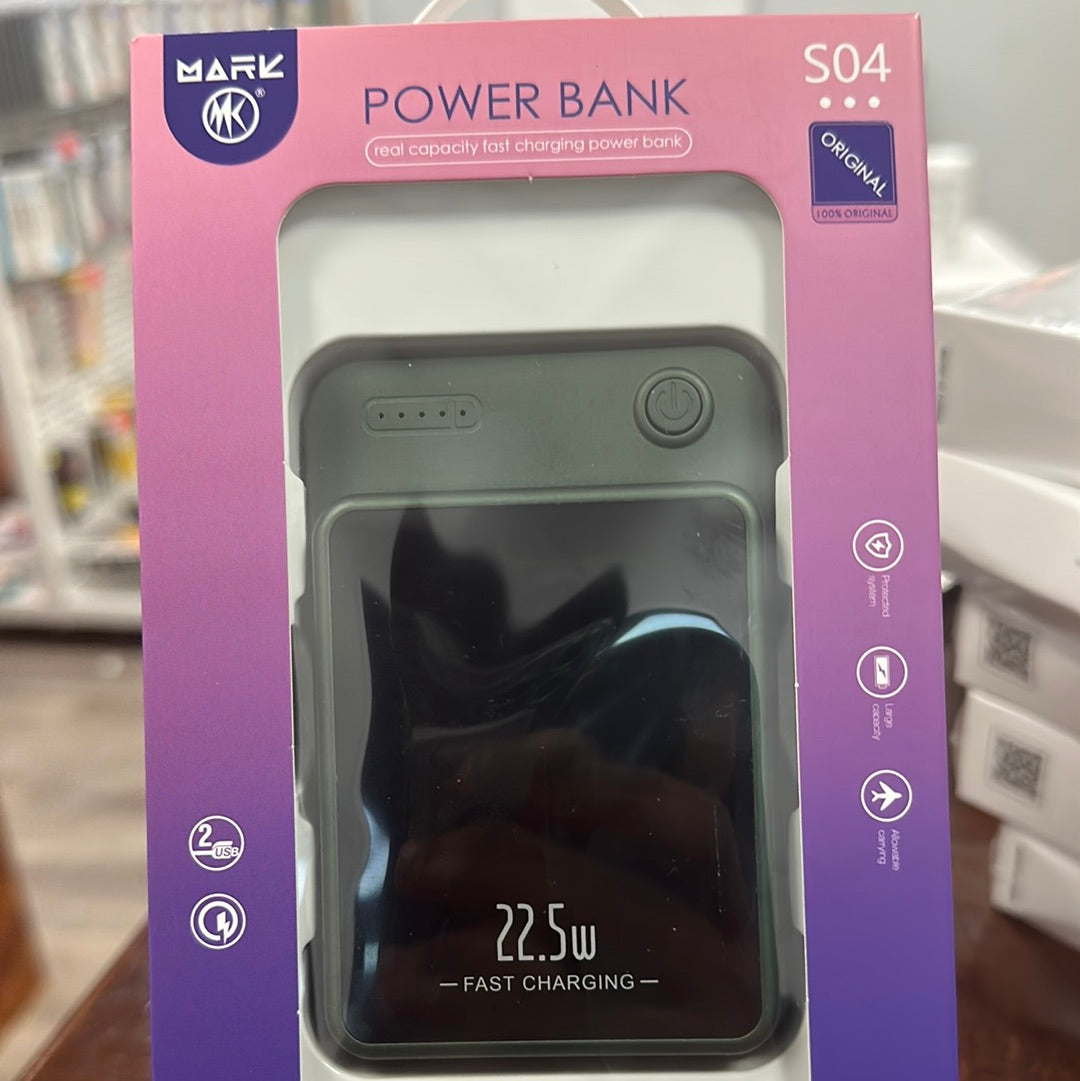 MARK
MK
®
POWER BANK
real capacity fast charging power bank
S04
ORIGINAL
100% ORIGINAL
Protected
system
Large
capacity
Allowable
carrying
2
USB
22.5w
FAST CHARGING